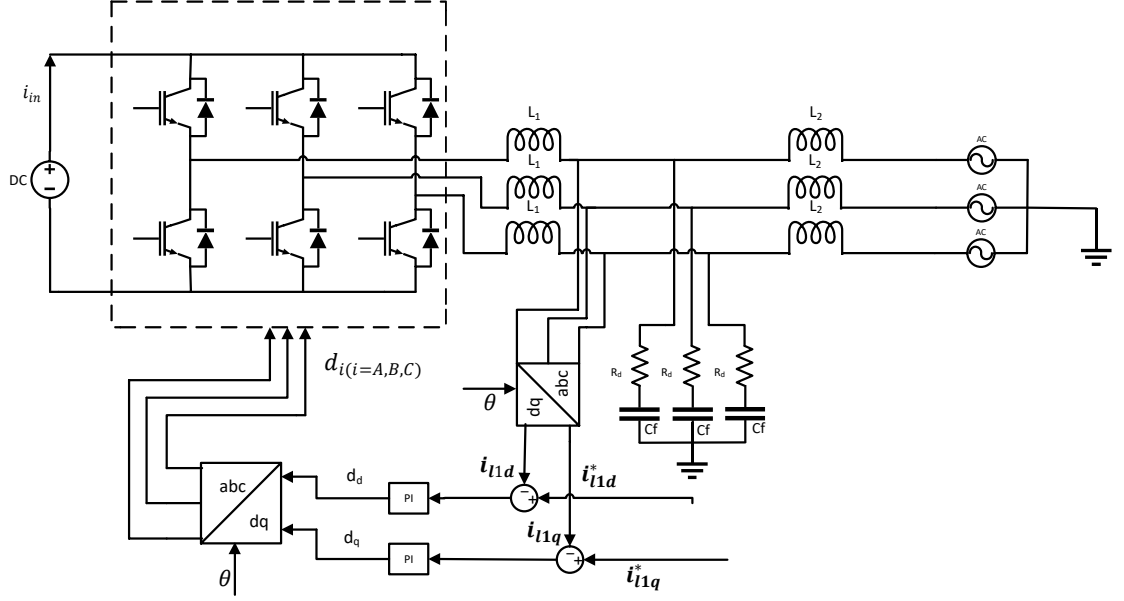 i_in
DC
L₁
L₁
L₁
L₂
L₂
L₂
AC
AC
AC
d_i(i=A,B,C)
θ
abc
dq
R_d
R_d
R_d
Cf
Cf
Cf
i_l1d
i*_l1d
abc
dq
d_d
PI
− +
i_l1q
d_q
PI
− +
i*_l1q
θ